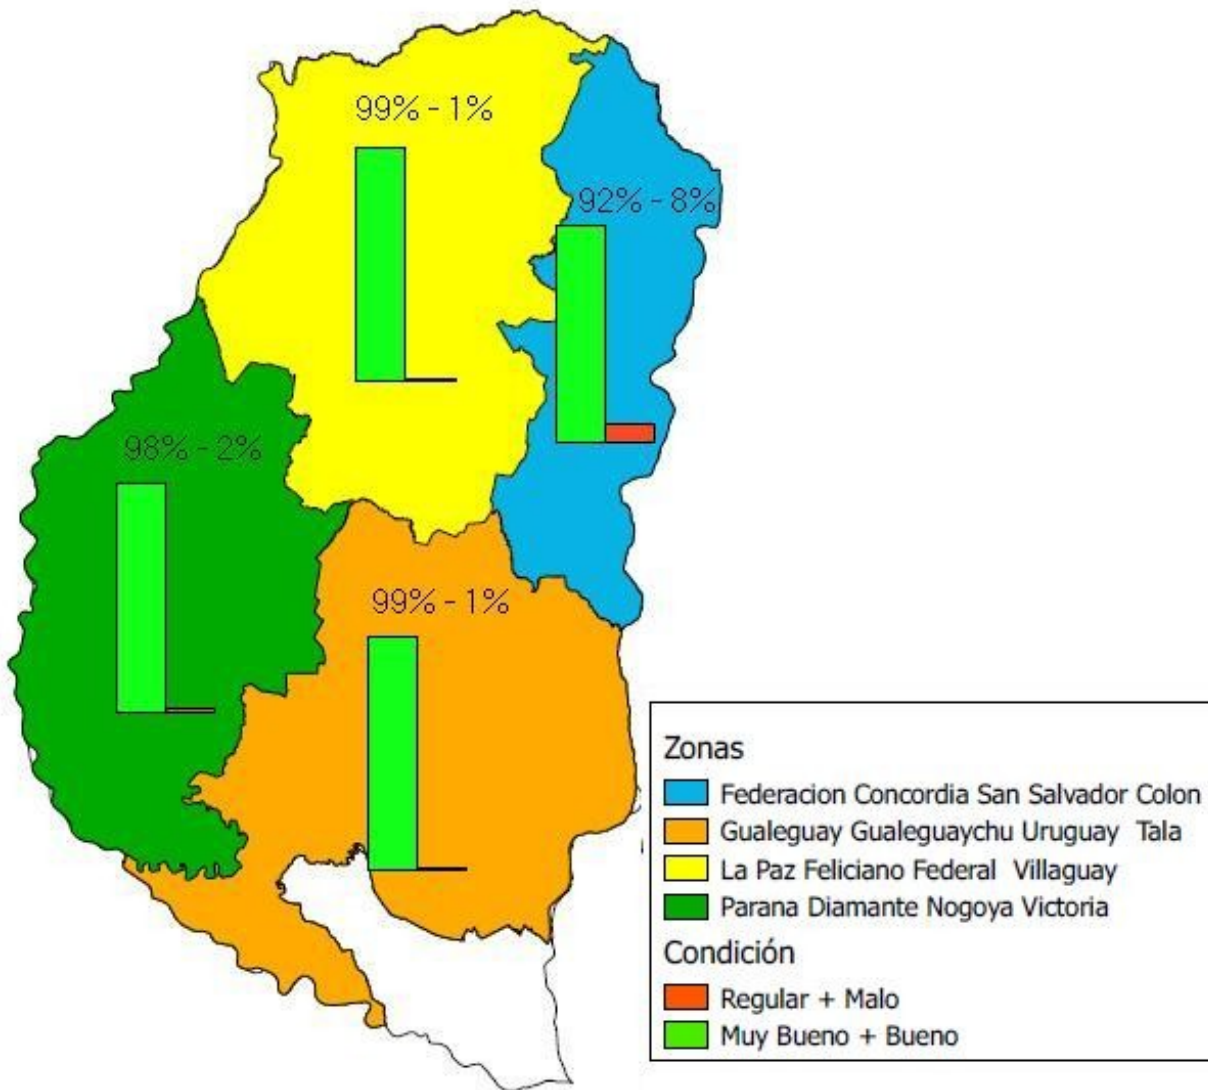 99% - 1%
92% - 8%
98% - 2%
99% - 1%
Zonas
Federacion Concordia San Salvador Colon
Gualeguay Gualeguaychu Uruguay Tala
La Paz Feliciano Federal Villaguay
Parana Diamante Nogoya Victoria
Condición
Regular + Malo
Muy Bueno + Bueno